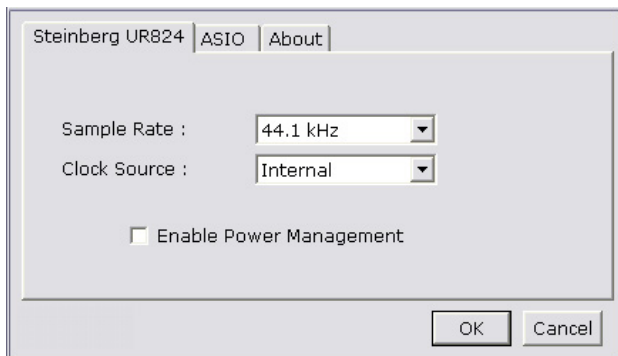 Steinberg UR824 ASIO About
Sample Rate : 44.1 kHz
Clock Source : Internal
Enable Power Management
OK Cancel